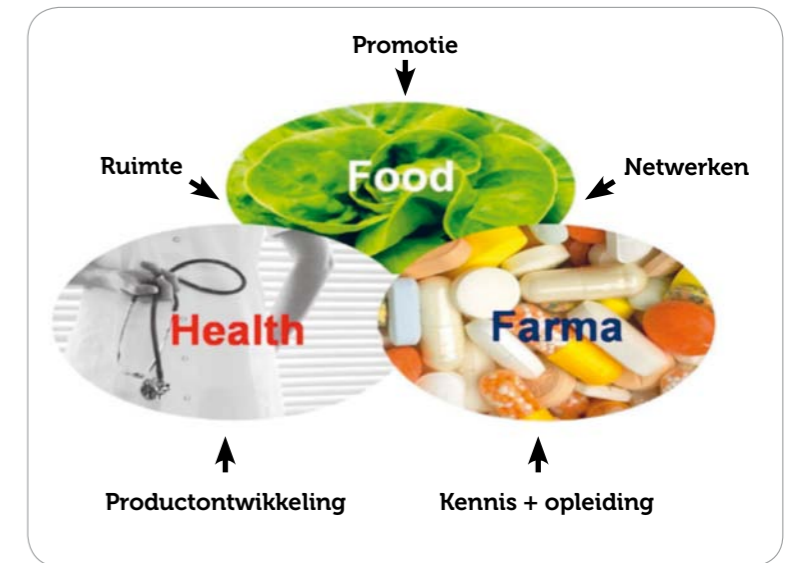 Promotie
Ruimte
Netwerken
Food
Health
Farma
Productontwikkeling
Kennis + opleiding